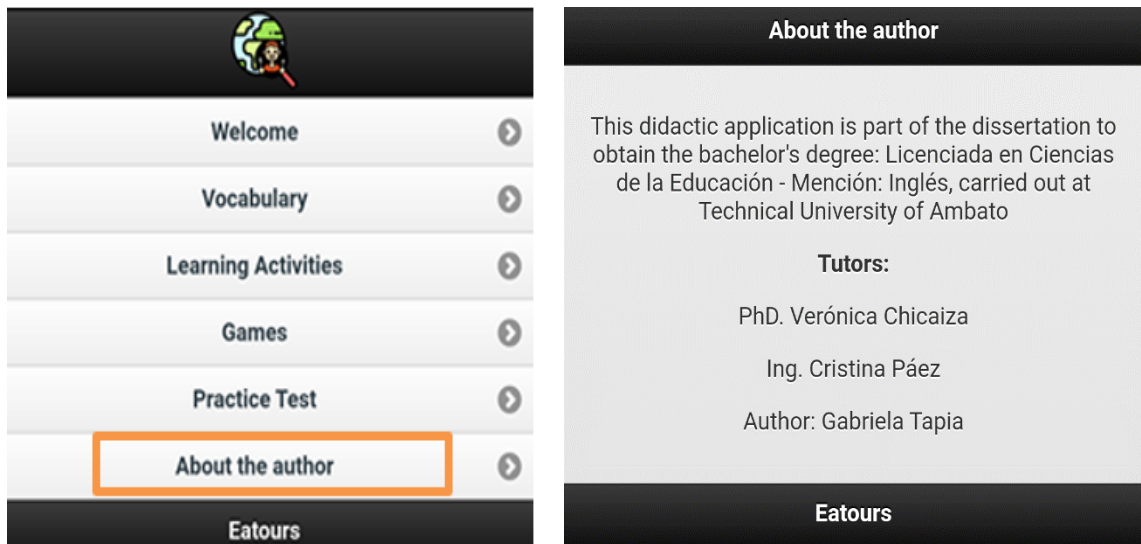 Welcome
Vocabulary
Learning Activities
Games
Practice Test
About the author
Eatours
About the author
This didactic application is part of the dissertation to
obtain the bachelor's degree: Licenciada en Ciencias
de la Educación - Mención: Inglés, carried out at
Technical University of Ambato
Tutors:
PhD. Verónica Chicaiza
Ing. Cristina Páez
Author: Gabriela Tapia
Eatours